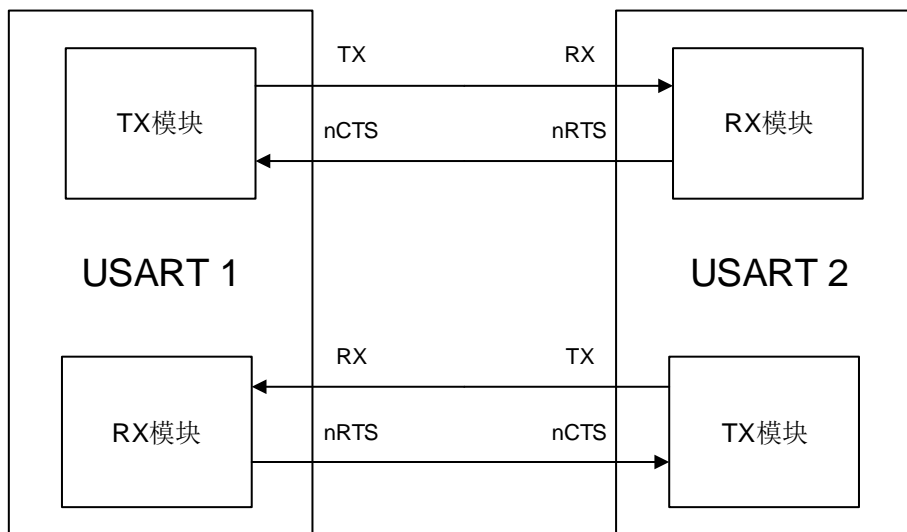 TX RX
TX模块 RX模块
nCTS nRTS
USART 1 USART 2
RX TX
RX模块 TX模块
nRTS nCTS